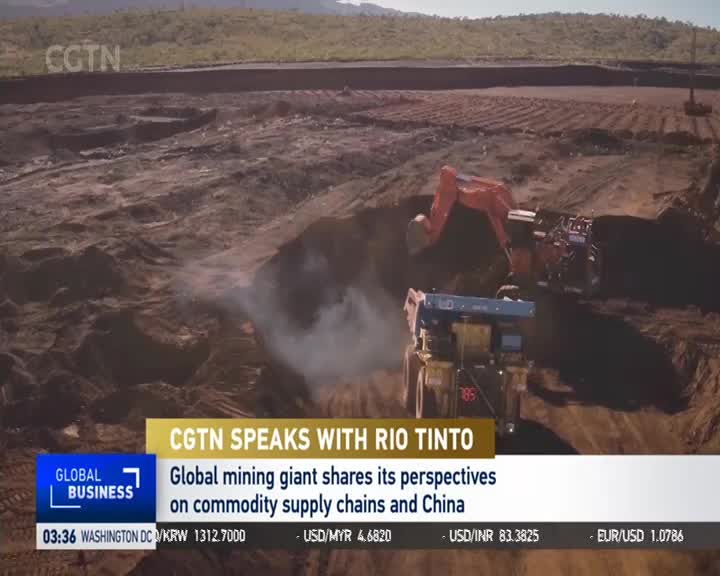 CGTN
CGTN SPEAKS WITH RIO TINTO
Global mining giant shares its perspectives
on commodity supply chains and China
GLOBAL
BUSINESS
03:36 WASHINGTON DC
/KRW 1312.7000 - USD/MYR 4.6820 - USD/INR 83.3825 - EUR/USD 1.0786
785